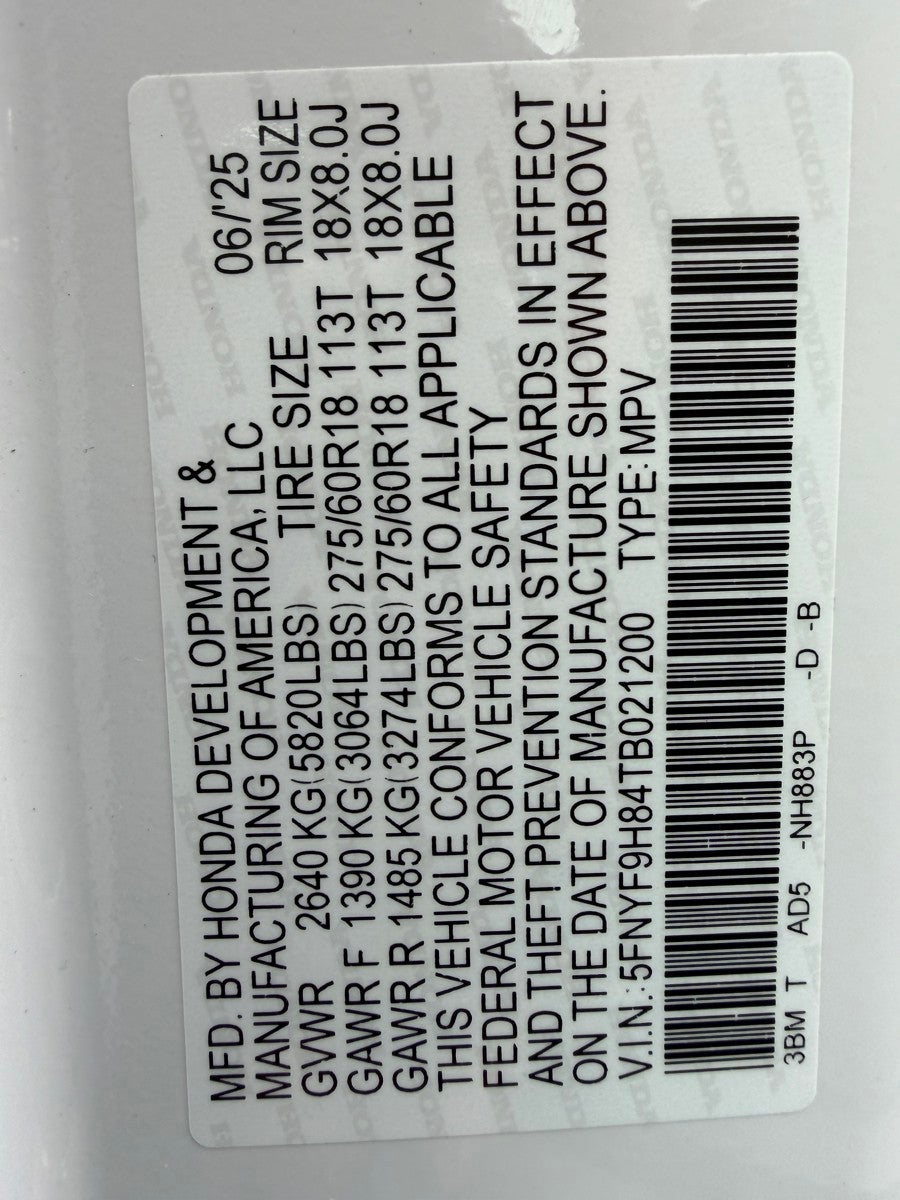 MFD. BY HONDA DEVELOPMENT &
MANUFACTURING OF AMERICA, LLC 06/'25
TIRE SIZE RIM SIZE
GVWR 2640 KG(5820LBS)
GAWR F 1390 KG(3064LBS) 275/60R18 113T 18X8.0J
GAWR R 1485 KG(3274LBS) 275/60R18 113T 18X8.0J
THIS VEHICLE CONFORMS TO ALL APPLICABLE
FEDERAL MOTOR VEHICLE SAFETY
AND THEFT PREVENTION STANDARDS IN EFFECT
ON THE DATE OF MANUFACTURE SHOWN ABOVE.
V.I.N.:5FNYF9H84TB021200 TYPE:MPV
3BM T AD5 -NH883P -D -B